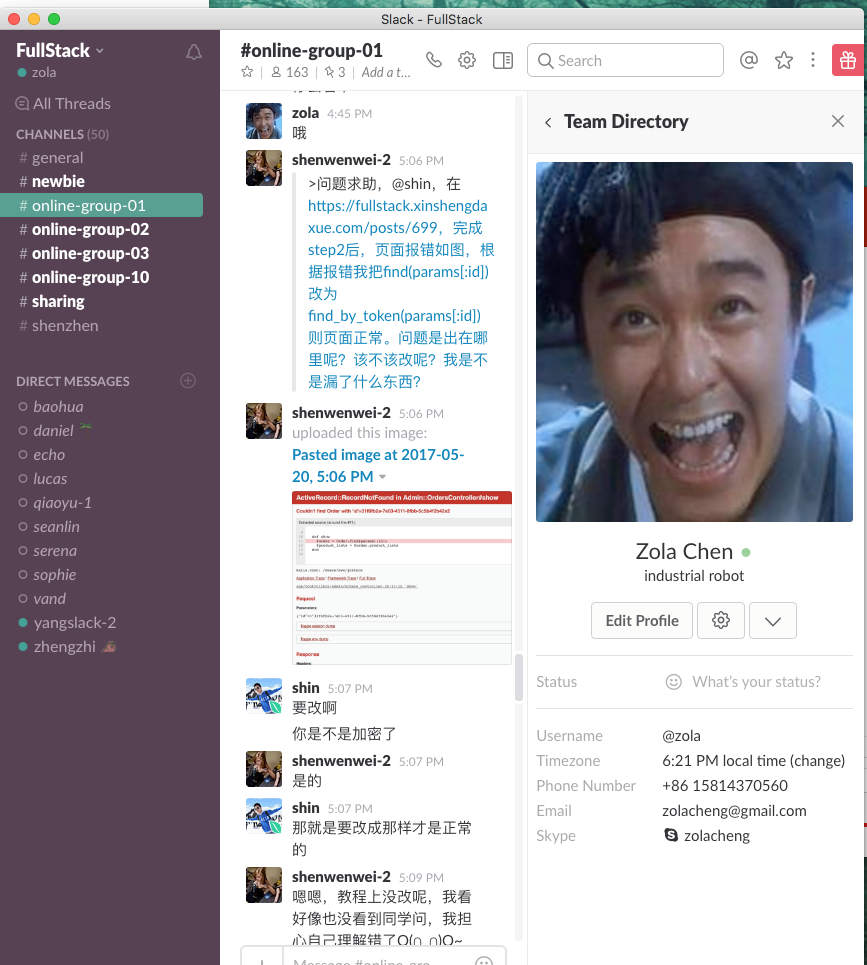 Slack - FullStack
FullStack
zola
All Threads
CHANNELS (50)
# general
# newbie
# online-group-01
# online-group-02
# online-group-03
# online-group-10
# sharing
# shenzhen
DIRECT MESSAGES
baohua
daniel
echo
lucas
qiaoyu-1
seanlin
serena
sophie
vand
yangslack-2
zhengzhi
#online-group-01
163
3
Add a t...
Search
zola 4:45 PM
哦
shenwenwei-2 5:06 PM
>问题求助，@shin，在
https://fullstack.xinshengda
xue.com/posts/699，完成
step2后，页面报错如图，根
据报错我把find(params[:id])
改为
find_by_token(params[:id])
则页面正常。问题是出在哪
里呢？该不该改呢？我是不
是漏了什么东西?
shenwenwei-2 5:06 PM
uploaded this image:
Pasted image at 2017-05-
20, 5:06 PM
ActiveRecord::RecordNotFound in Admin::OrdersController#show
Request
Parameters:
Toggle session dump
Toggle env dump
Response
Headers:
shin 5:07 PM
要改啊
你是不是加密了
shenwenwei-2 5:07 PM
是的
shin 5:07 PM
那就是要改成那样才是正常
的
shenwenwei-2 5:09 PM
嗯嗯，教程上没改呢，我看
好像也没看到同学问，我担
心自己理解错了O(∩_∩)O~
Message #online-gro
Team Directory
Zola Chen
industrial robot
Edit Profile
Status
What's your status?
Username @zola
Timezone 6:21 PM local time (change)
Phone Number +86 15814370560
Email zolacheng@gmail.com
Skype zolacheng